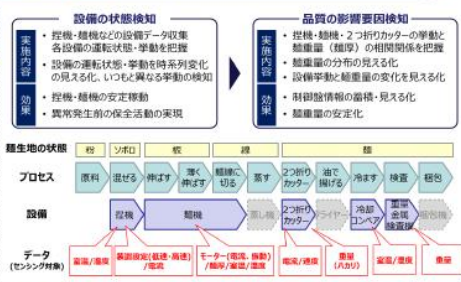 設備の状態検知
実施内容
• 捏機・麺機などの設備データ収集
各設備の運転状態・挙動を把握
• 設備の運転状態・挙動を時系列変化
の見える化、いつもと異なる挙動の検知
効果
• 捏機・麺機の安定稼動
• 異常発生前の保全活動の実現
品質の影響要因検知
実施内容
• 捏機・麺機・2つ折りカッターの挙動と
麺重量(麺厚)の相関関係を把握
• 麺重量の分布の見える化
• 設備挙動と麺重量の変化を見える化
効果
• 制御盤情報の蓄積・見える化
• 麺重量の安定化
麺生地の状態
粉
ソボロ
板
線
麺
プロセス
原料
混ぜる
伸ばす
薄く
伸ばす
麺線に
切る
蒸す
2つ折り
カッター
油で
揚げる
冷ます
検査
梱包
設備
捏機
麺機
蒸し機
2つ折り
カッター
フライヤー
冷却
コンベア
重量
金属
検査機
梱包機
データ
(センシング対象)
室温/湿度
装置設定(低速・高速)
/電流
モーター(電流、振動)
/麺厚/室温/湿度
電流/速度
重量
(ハカリ)
室温/湿度
重量